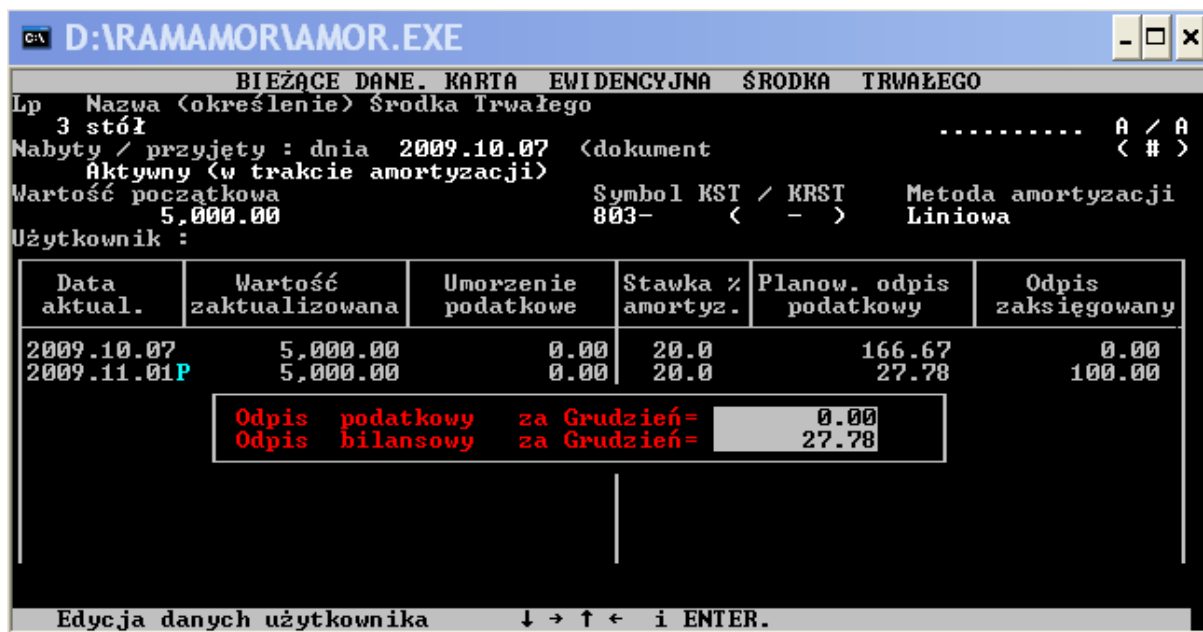 D:\RAMAMOR\AMOR.EXE
BIEŻĄCE DANE. KARTA EWIDENCYJNA ŚRODKA TRWAŁEGO
Lp Nazwa (określenie) Środka Trwałego
3 stół .......... A / A
Nabyty / przyjęty : dnia 2009.10.07 (dokument ( # )
Aktywny (w trakcie amortyzacji)
Wartość początkowa Symbol KST / KRST Metoda amortyzacji
5,000.00 803- ( - ) Liniowa
Użytkownik :
Data Wartość Umorzenie Stawka % Planow. odpis Odpis
aktual. zaktualizowana podatkowe amortyz. podatkowy zaksięgowany
2009.10.07 5,000.00 0.00 20.0 166.67 0.00
2009.11.01P 5,000.00 0.00 20.0 27.78 100.00
Odpis podatkowy za Grudzień= 0.00
Odpis bilansowy za Grudzień= 27.78
Edycja danych użytkownika ↓ → ↑ ← i ENTER.